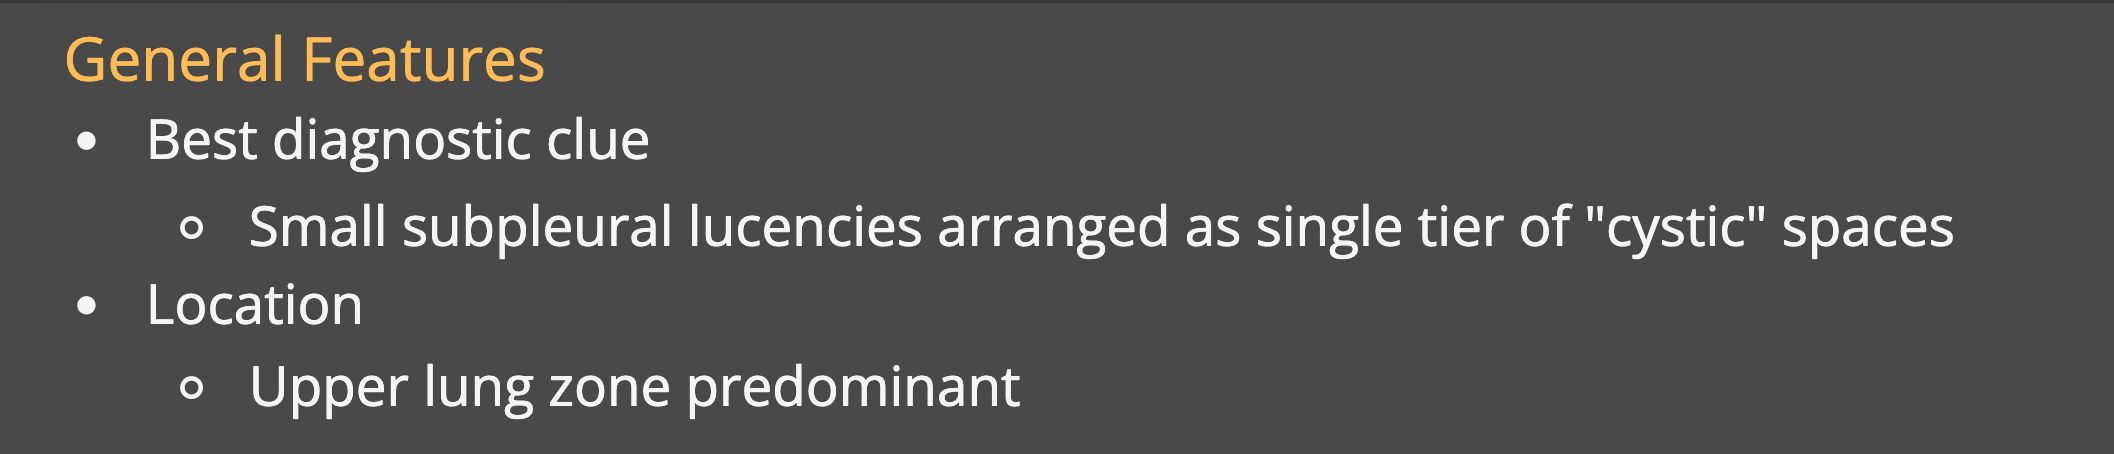 General Features
• Best diagnostic clue
○ Small subpleural lucencies arranged as single tier of "cystic" spaces
• Location
○ Upper lung zone predominant